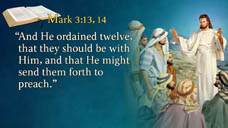 Mark 3:13, 14
“And He ordained twelve,
that they should be with
Him, and that He might
send them forth to
preach.”